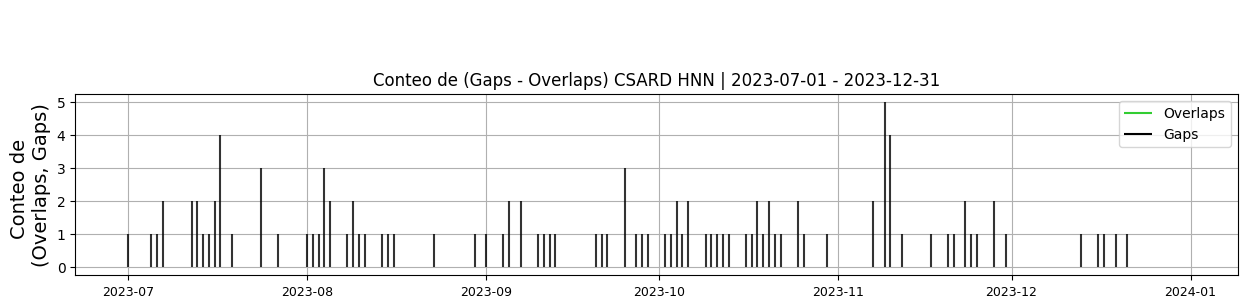 Conteo de (Gaps - Overlaps) CSARD HNN | 2023-07-01 - 2023-12-31
Conteo de
(Overlaps, Gaps)
5
4
3
2
1
0
Overlaps
Gaps
2023-07
2023-08
2023-09
2023-10
2023-11
2023-12
2024-01